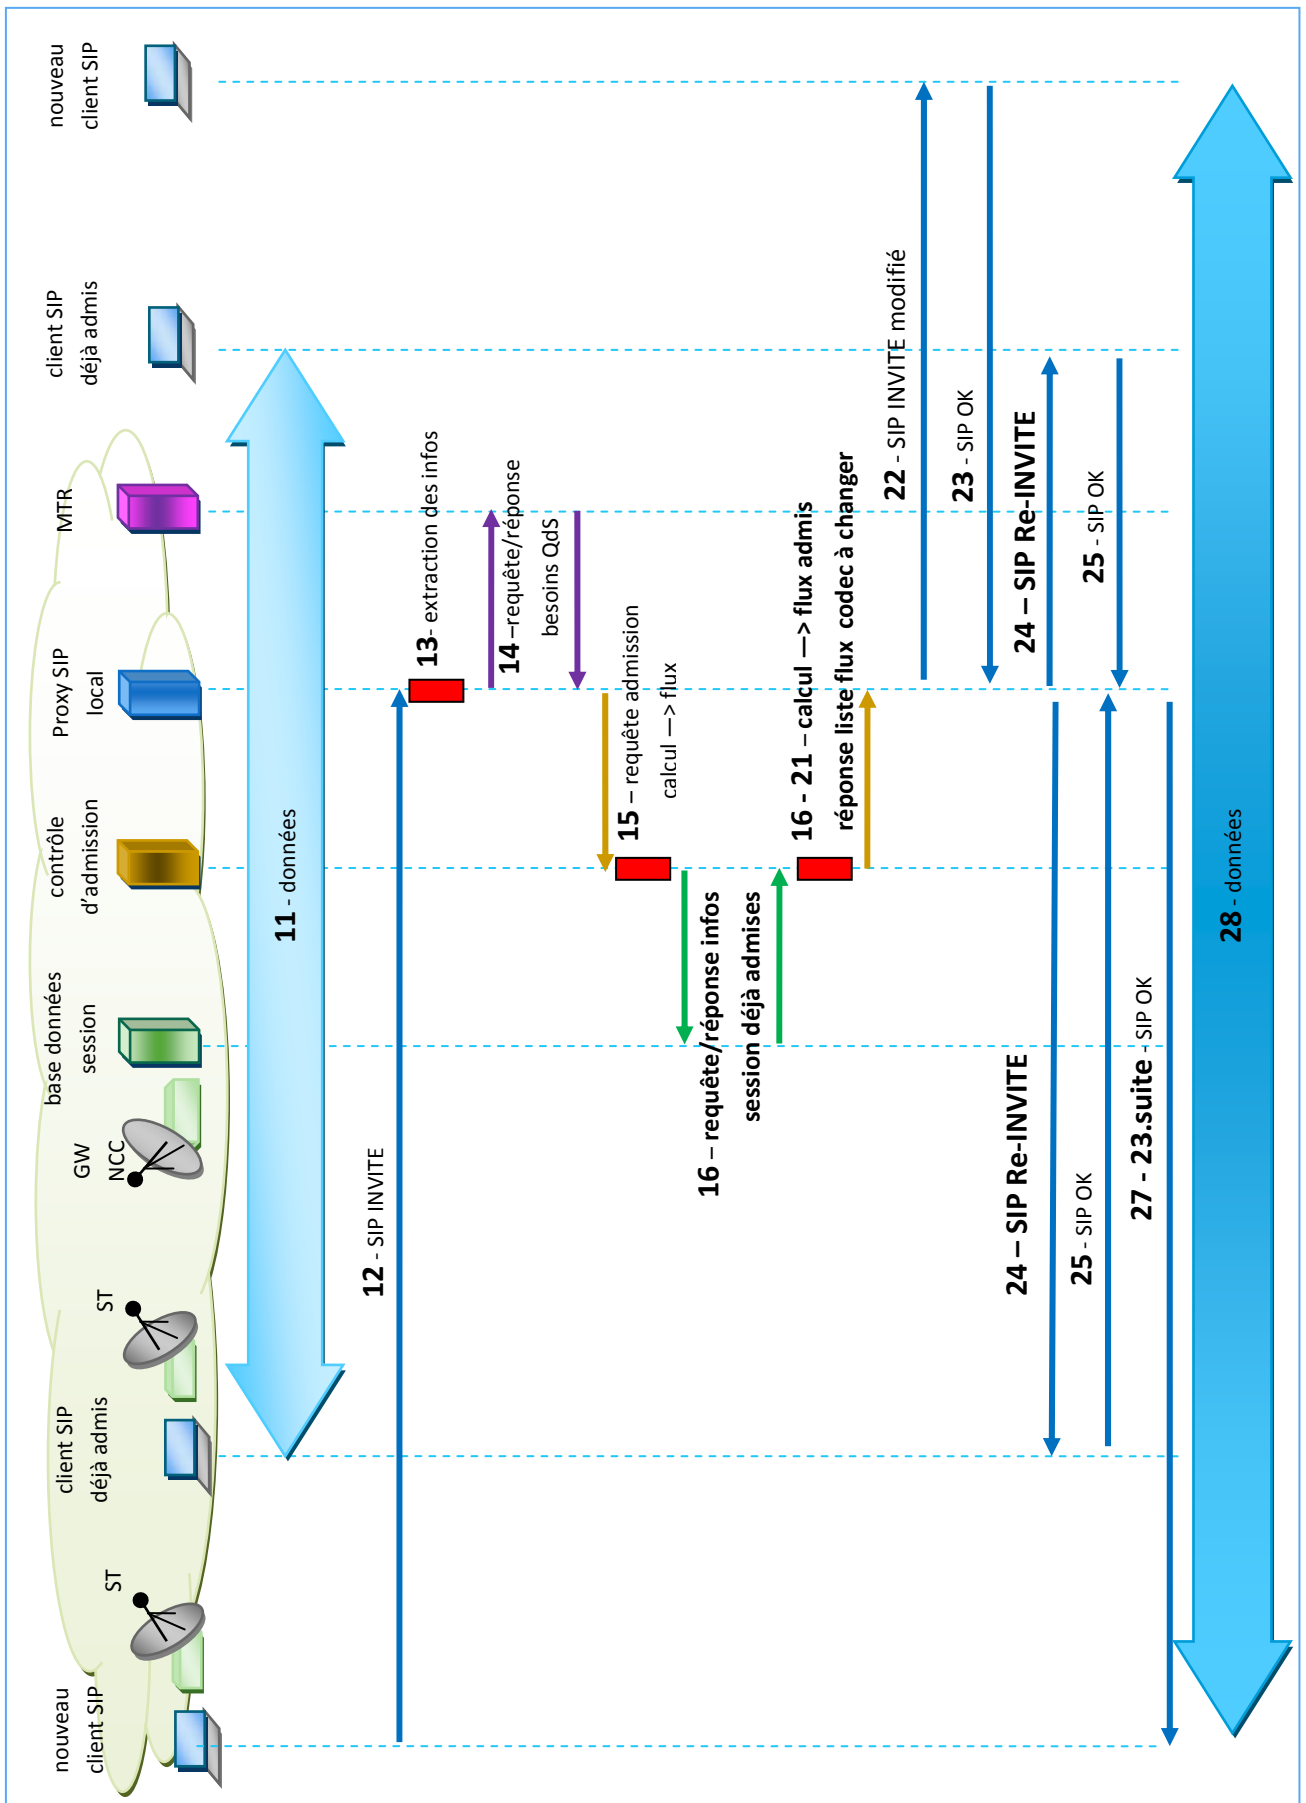 nouveau
client SIP
ST
client SIP
déjà admis
ST
GW
NCC
base données
session
contrôle
d'admission
Proxy SIP
local
MTR
client SIP
déjà admis
nouveau
client SIP
11 - données
12 - SIP INVITE
13- extraction des infos
14 –requête/réponse
besoins QdS
15 – requête admission
calcul —> flux
16 – requête/réponse infos
session déjà admises
16 - 21 – calcul —> flux admis
réponse liste flux codec à changer
22 - SIP INVITE modifié
23 - SIP OK
24 – SIP Re-INVITE
24 – SIP Re-INVITE
25 - SIP OK
25 - SIP OK
27 - 23.suite - SIP OK
28 - données